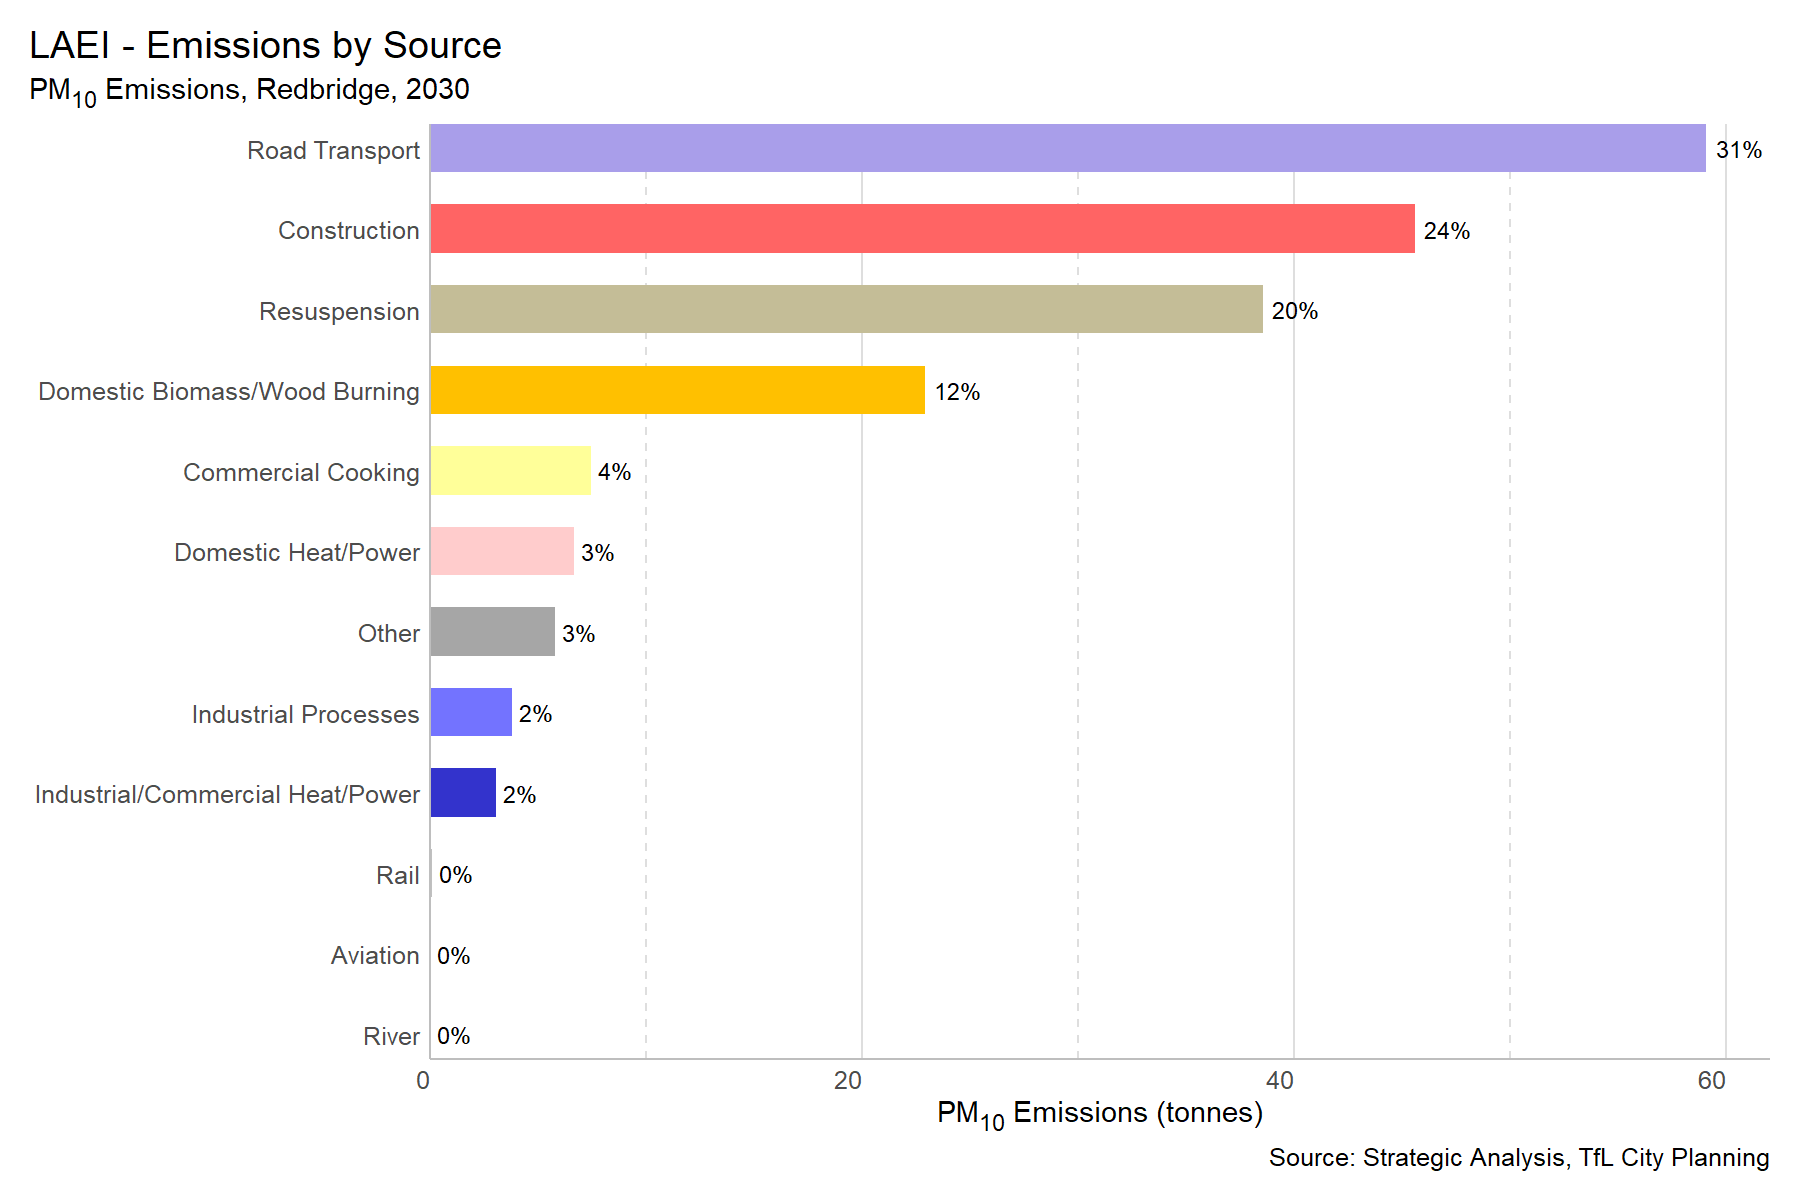 LAEI - Emissions by Source
PM10 Emissions, Redbridge, 2030
Road Transport 31%
Construction 24%
Resuspension 20%
Domestic Biomass/Wood Burning 12%
Commercial Cooking 4%
Domestic Heat/Power 3%
Other 3%
Industrial Processes 2%
Industrial/Commercial Heat/Power 2%
Rail 0%
Aviation 0%
River 0%
0 20 40 60
PM10 Emissions (tonnes)
Source: Strategic Analysis, TfL City Planning